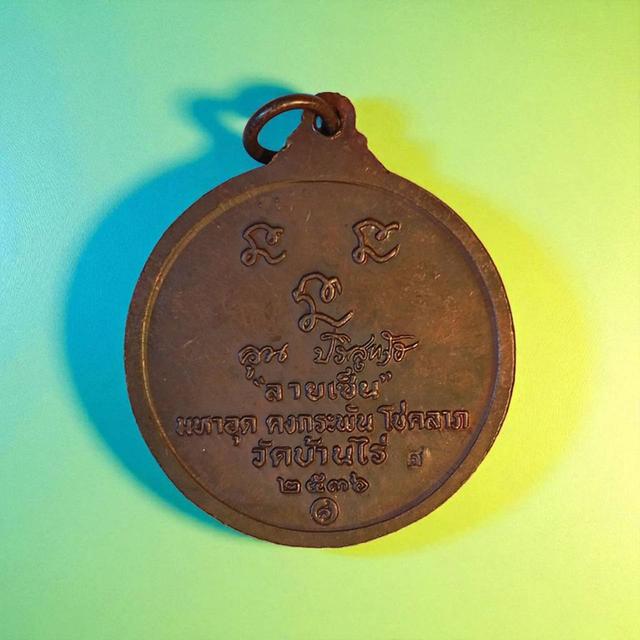 คูณ ปริสุทฺโธ
"ลายเซ็น"
มหาอุด คงกระพัน โชคลาภ
วัดบ้านไร่
๒๕๓๖